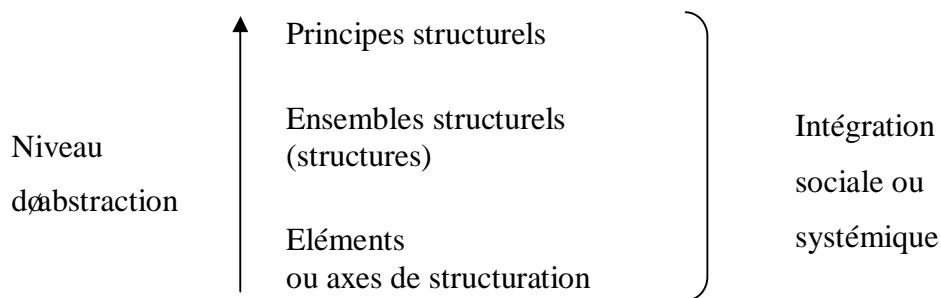 Niveau
døabstraction
Principes structurels
Ensembles structurels
(structures)
Eléments
ou axes de structuration
Intégration
sociale ou
systémique